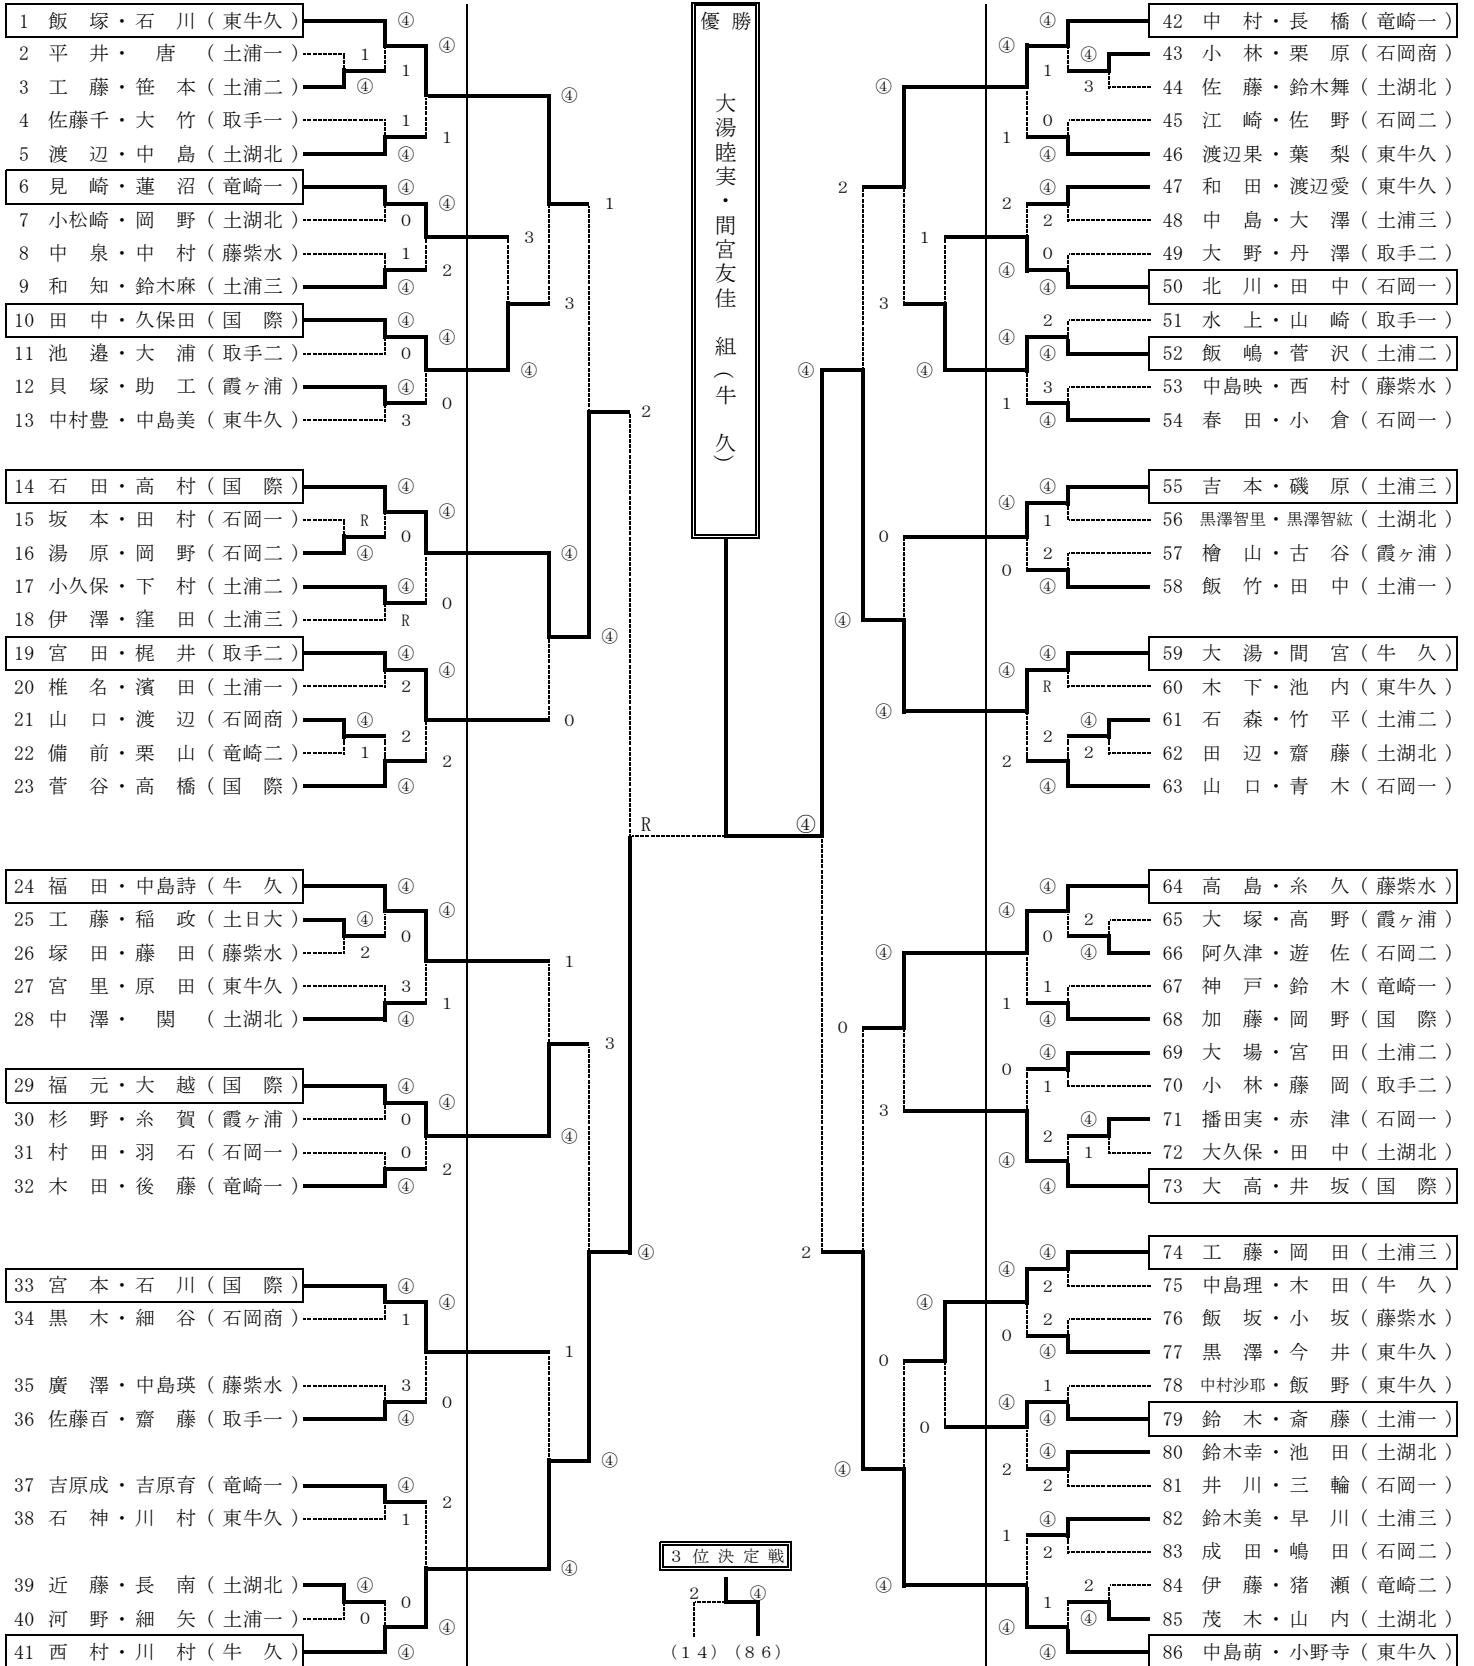 優勝
大湯睦実・間宮友佳 組（牛 久）
1 飯 塚・石 川（東牛久）
2 平 井・ 唐 （土浦一）
3 工 藤・笹 本（土浦二）
4 佐藤千・大 竹（取手一）
5 渡 辺・中 島（土湖北）
6 見 崎・蓮 沼（竜崎一）
7 小松崎・岡 野（土湖北）
8 中 泉・中 村（藤紫水）
9 和 知・鈴木麻（土浦三）
10 田 中・久保田（国 際）
11 池 邉・大 浦（取手二）
12 貝 塚・助 工（霞ヶ浦）
13 中村豊・中島美（東牛久）
14 石 田・高 村（国 際）
15 坂 本・田 村（石岡一）
16 湯 原・岡 野（石岡二）
17 小久保・下 村（土浦二）
18 伊 澤・窪 田（土浦三）
19 宮 田・梶 井（取手二）
20 椎 名・濱 田（土浦一）
21 山 口・渡 辺（石岡商）
22 備 前・栗 山（竜崎二）
23 菅 谷・高 橋（国 際）
24 福 田・中島詩（牛 久）
25 工 藤・稲 政（土日大）
26 塚 田・藤 田（藤紫水）
27 宮 里・原 田（東牛久）
28 中 澤・ 関 （土湖北）
29 福 元・大 越（国 際）
30 杉 野・糸 賀（霞ヶ浦）
31 村 田・羽 石（石岡一）
32 木 田・後 藤（竜崎一）
33 宮 本・石 川（国 際）
34 黒 木・細 谷（石岡商）
35 廣 澤・中島瑛（藤紫水）
36 佐藤百・齋 藤（取手一）
37 吉原成・吉原育（竜崎一）
38 石 神・川 村（東牛久）
39 近 藤・長 南（土湖北）
40 河 野・細 矢（土浦一）
41 西 村・川 村（牛 久）
42 中 村・長 橋（竜崎一）
43 小 林・栗 原（石岡商）
44 佐 藤・鈴木舞（土湖北）
45 江 崎・佐 野（石岡二）
46 渡辺果・葉 梨（東牛久）
47 和 田・渡辺愛（東牛久）
48 中 島・大 澤（土浦三）
49 大 野・丹 澤（取手二）
50 北 川・田 中（石岡一）
51 水 上・山 崎（取手一）
52 飯 嶋・菅 沢（土浦二）
53 中島映・西 村（藤紫水）
54 春 田・小 倉（石岡一）
55 吉 本・磯 原（土浦三）
56 黒澤智里・黒澤智紘（土湖北）
57 檜 山・古 谷（霞ヶ浦）
58 飯 竹・田 中（土浦一）
59 大 湯・間 宮（牛 久）
60 木 下・池 内（東牛久）
61 石 森・竹 平（土浦二）
62 田 辺・齋 藤（土湖北）
63 山 口・青 木（石岡一）
64 高 島・糸 久（藤紫水）
65 大 塚・高 野（霞ヶ浦）
66 阿久津・遊 佐（石岡二）
67 神 戸・鈴 木（竜崎一）
68 加 藤・岡 野（国 際）
69 大 場・宮 田（土浦二）
70 小 林・藤 岡（取手二）
71 播田実・赤 津（石岡一）
72 大久保・田 中（土湖北）
73 大 高・井 坂（国 際）
74 工 藤・岡 田（土浦三）
75 中島理・木 田（牛 久）
76 飯 坂・小 坂（藤紫水）
77 黒 澤・今 井（東牛久）
78 中村沙耶・飯 野（東牛久）
79 鈴 木・斎 藤（土浦一）
80 鈴木幸・池 田（土湖北）
81 井 川・三 輪（石岡一）
82 鈴木美・早 川（土浦三）
83 成 田・嶋 田（石岡二）
84 伊 藤・猪 瀬（竜崎二）
85 茂 木・山 内（土湖北）
86 中島萌・小野寺（東牛久）
R ④
3位決定戦
2 ④
(14) (86)